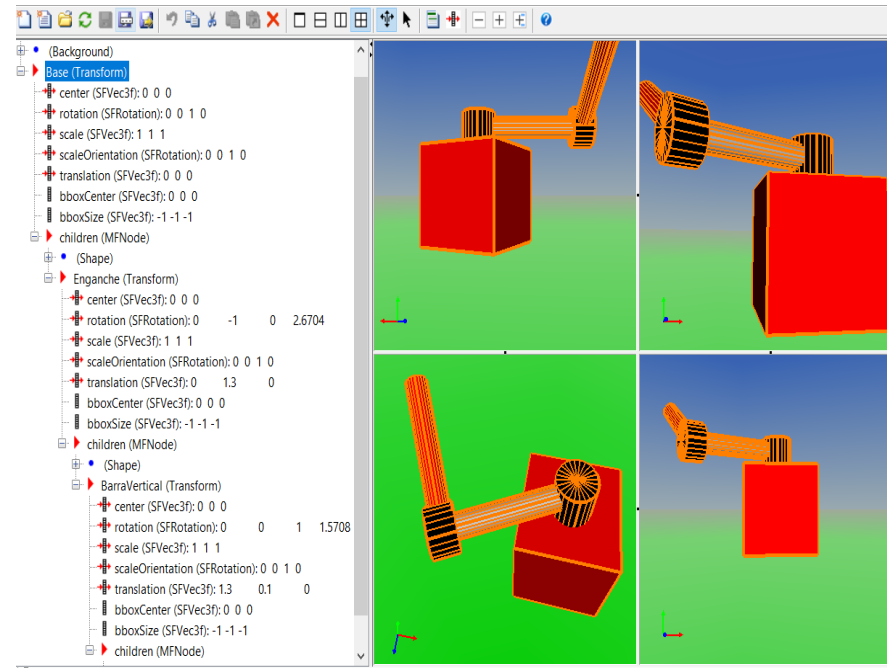 (Background)
Base (Transform)
center (SFVec3f): 0 0 0
rotation (SFRotation): 0 0 1 0
scale (SFVec3f): 1 1 1
scaleOrientation (SFRotation): 0 0 1 0
translation (SFVec3f): 0 0 0
bboxCenter (SFVec3f): 0 0 0
bboxSize (SFVec3f): -1 -1 -1
children (MFNode)
(Shape)
Enganche (Transform)
center (SFVec3f): 0 0 0
rotation (SFRotation): 0 -1 0 2.6704
scale (SFVec3f): 1 1 1
scaleOrientation (SFRotation): 0 0 1 0
translation (SFVec3f): 0 1.3 0
bboxCenter (SFVec3f): 0 0 0
bboxSize (SFVec3f): -1 -1 -1
children (MFNode)
(Shape)
BarraVertical (Transform)
center (SFVec3f): 0 0 0
rotation (SFRotation): 0 0 1 1.5708
scale (SFVec3f): 1 1 1
scaleOrientation (SFRotation): 0 0 1 0
translation (SFVec3f): 1.3 0.1 0
bboxCenter (SFVec3f): 0 0 0
bboxSize (SFVec3f): -1 -1 -1
children (MFNode)